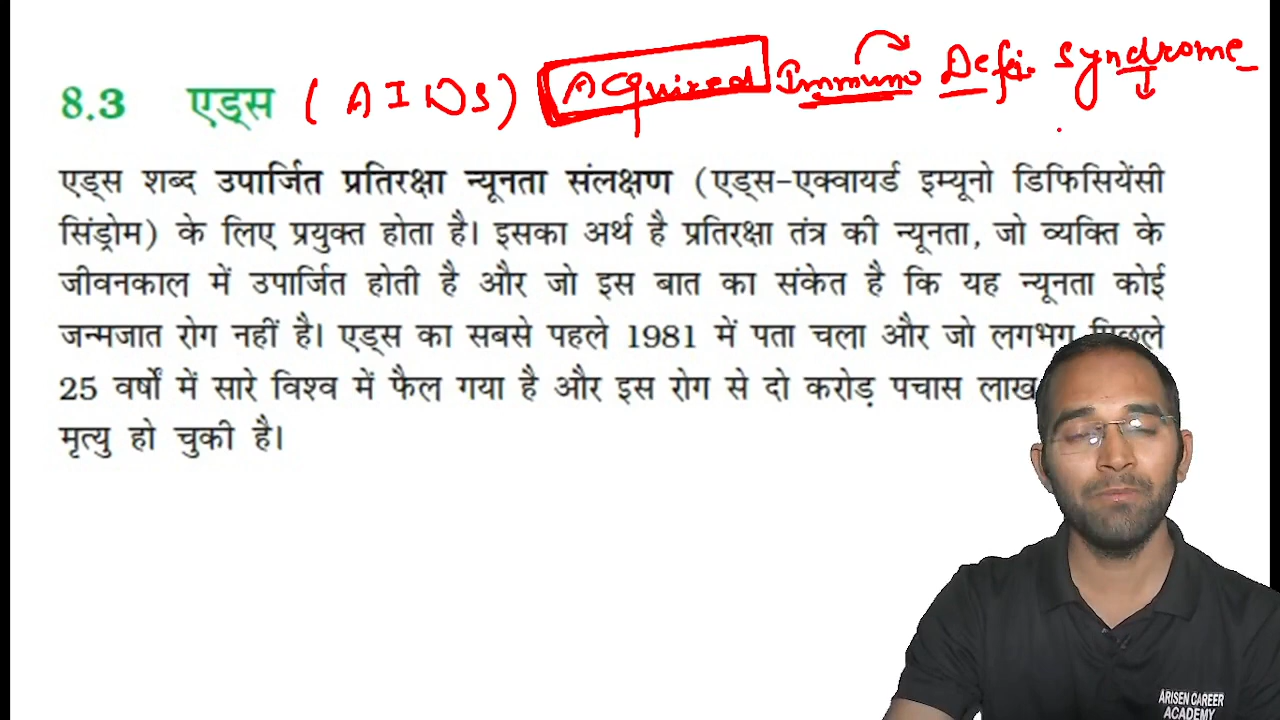 8.3 एड्स (AIDS) Acquired Immuno Defi. Syndrome
एड्स शब्द उपार्जित प्रतिरक्षा न्यूनता संलक्षण (एड्स-एक्वायर्ड इम्यूनो डिफिसियेंसी
सिंड्रोम) के लिए प्रयुक्त होता है। इसका अर्थ है प्रतिरक्षा तंत्र की न्यूनता, जो व्यक्ति के
जीवनकाल में उपार्जित होती है और जो इस बात का संकेत है कि यह न्यूनता कोई
जन्मजात रोग नहीं है। एड्स का सबसे पहले 1981 में पता चला और जो लगभग पिछले
25 वर्षों में सारे विश्व में फैल गया है और इस रोग से दो करोड़ पचास लाख
मृत्यु हो चुकी है।
ARISEN CAREER
ACADEMY